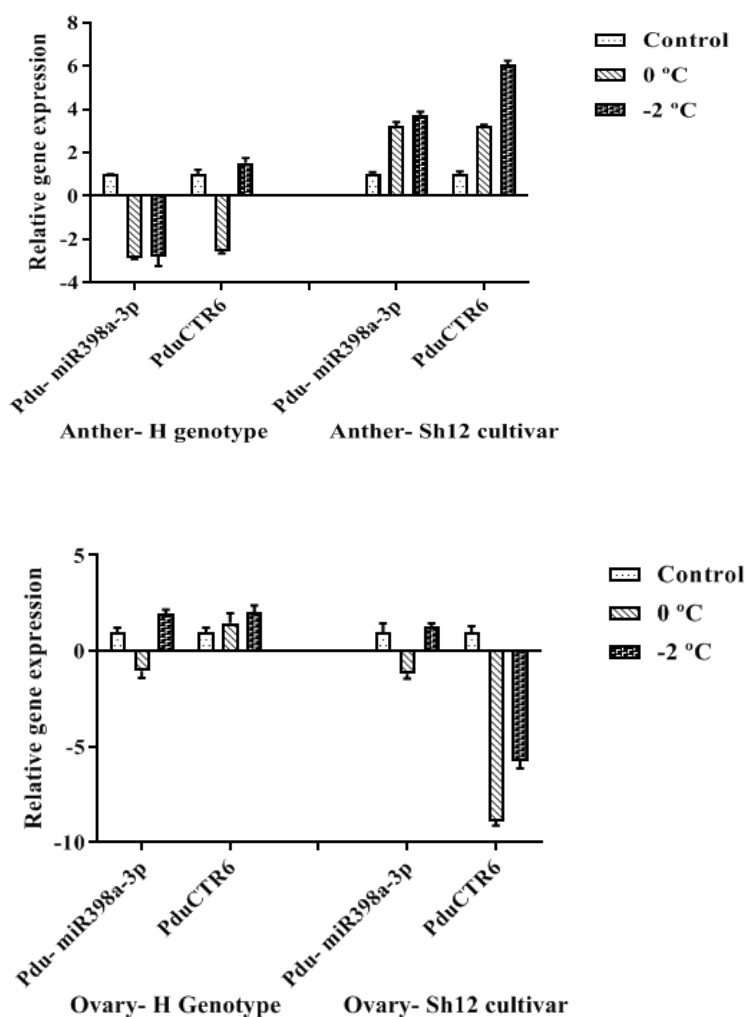 8
6
4
2
0
-2
-4
Relative gene expression
Control
0 ºC
-2 ºC
Pdu- miR398a-3p
PduCTR6
Pdu- miR398a-3p
PduCTR6
Anther- H genotype
Anther- Sh12 cultivar
5
0
-5
-10
Relative gene expression
Control
0 ºC
-2 ºC
Pdu- miR398a-3p
PduCTR6
Pdu- miR398a-3p
PduCTR6
Ovary- H Genotype
Ovary- Sh12 cultivar